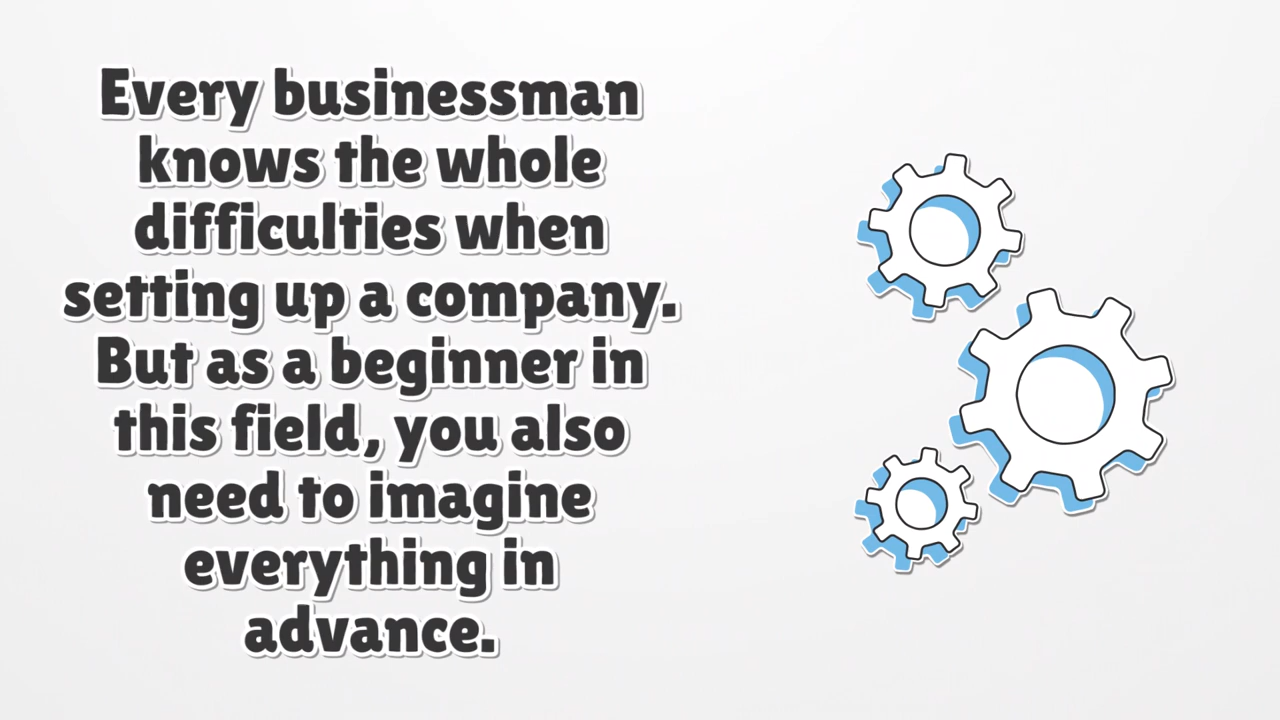 Every businessman
knows the whole
difficulties when
setting up a company.
But as a beginner in
this field, you also
need to imagine
everything in
advance.